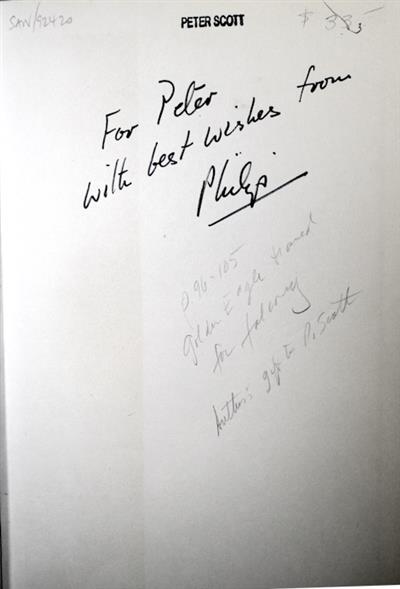 SAW/92420
PETER SCOTT
For Peter
with best wishes from
Philip
p. 96-105
Golden Eagle trained
for falconry
Author's gift to P. Scott